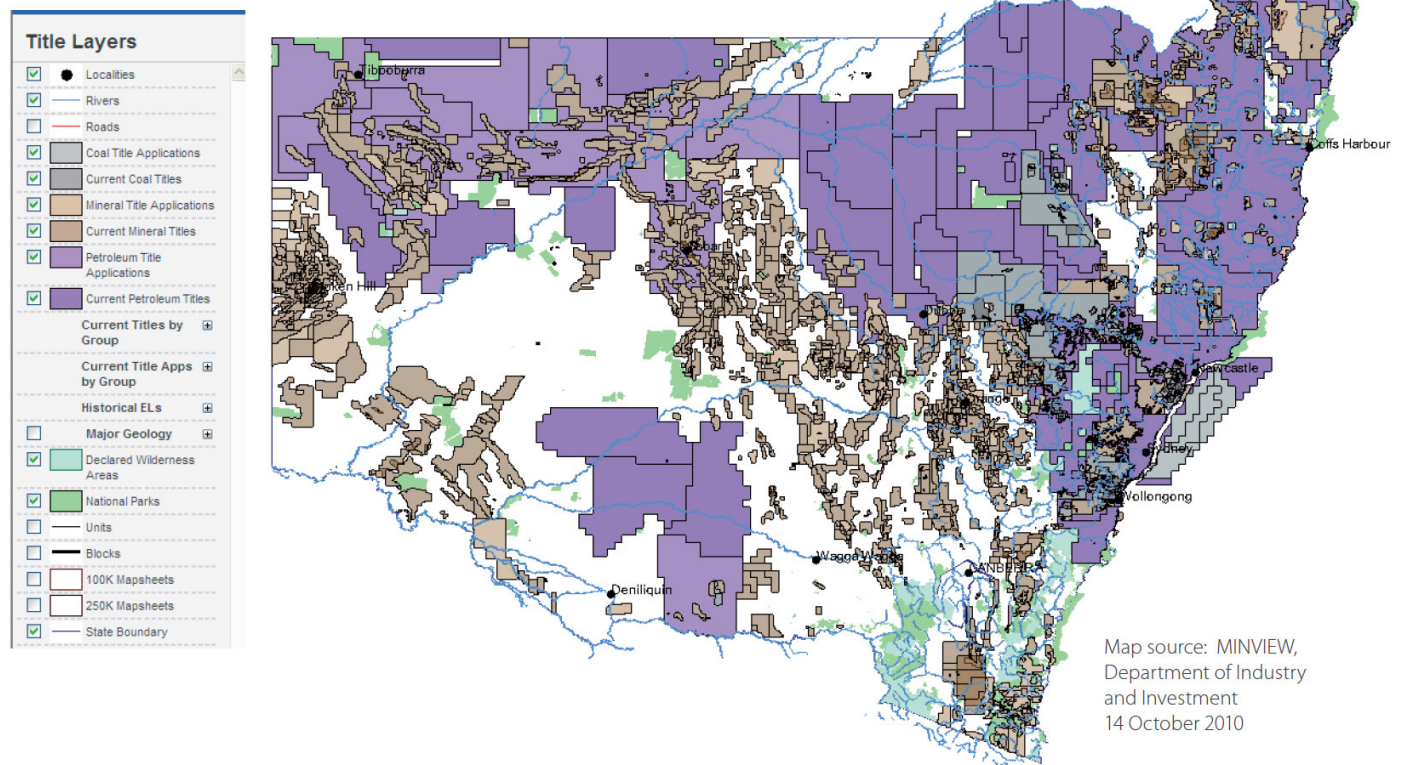 Title Layers
Localities
Rivers
Roads
Coal Title Applications
Current Coal Titles
Mineral Title Applications
Current Mineral Titles
Petroleum Title
Applications
Current Petroleum Titles
Current Titles by
Group
Current Title Apps
by Group
Historical ELs
Major Geology
Declared Wilderness
Areas
National Parks
Units
Blocks
100K Mapsheets
250K Mapsheets
State Boundary
Tibooburra
Coffs Harbour
Hill
Newcastle
Sydney
Wollongong
Wagga Wagga
CANBERRA
Deniliquin
Map source: MINVIEW,
Department of Industry
and Investment
14 October 2010